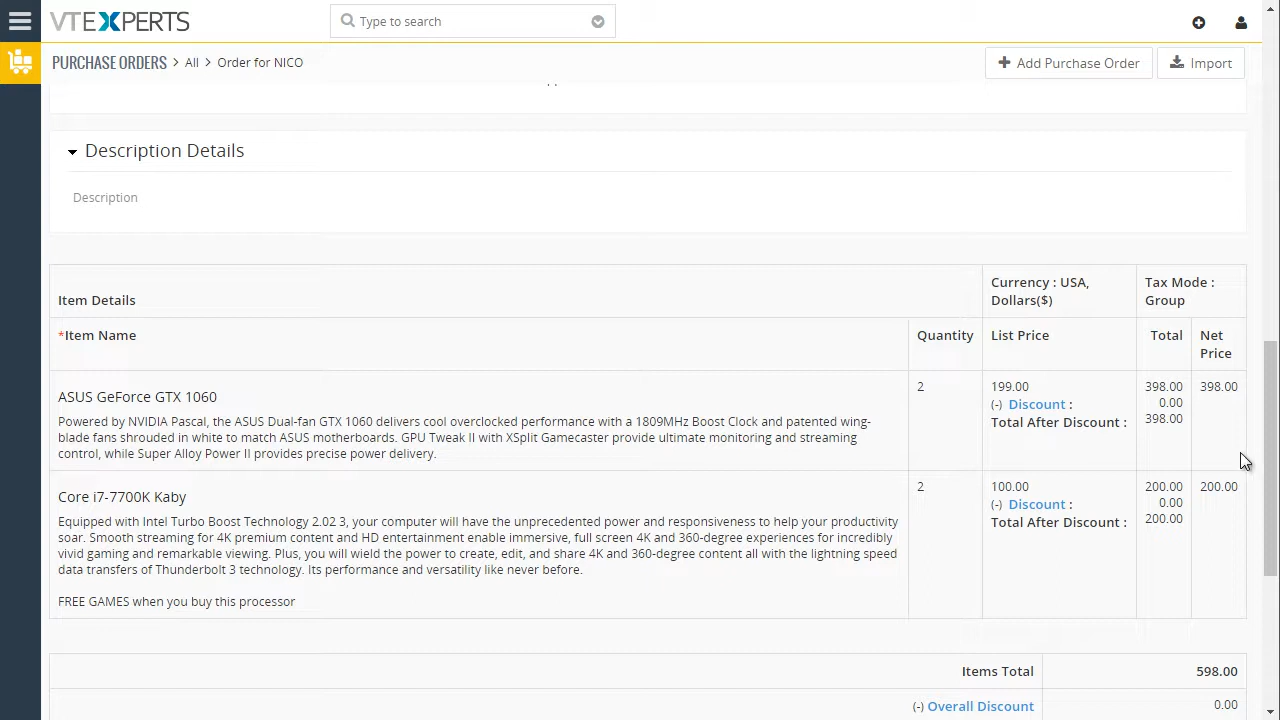 VTEXPERTS
Type to search
PURCHASE ORDERS > All > Order for NICO
+ Add Purchase Order
Import
Description Details
Description
Item Details
Currency : USA,
Dollars($)
Tax Mode :
Group
*Item Name
Quantity
List Price
Total
Net
Price
ASUS GeForce GTX 1060
Powered by NVIDIA Pascal, the ASUS Dual-fan GTX 1060 delivers cool overclocked performance with a 1809MHz Boost Clock and patented wing-
blade fans shrouded in white to match ASUS motherboards. GPU Tweak II with XSplit Gamecaster provide ultimate monitoring and streaming
control, while Super Alloy Power II provides precise power delivery.
2
199.00
(-) Discount :
Total After Discount :
398.00
0.00
398.00
398.00
Core i7-7700K Kaby
Equipped with Intel Turbo Boost Technology 2.02 3, your computer will have the unprecedented power and responsiveness to help your productivity
soar. Smooth streaming for 4K premium content and HD entertainment enable immersive, full screen 4K and 360-degree experiences for incredibly
vivid gaming and remarkable viewing. Plus, you will wield the power to create, edit, and share 4K and 360-degree content all with the lightning speed
data transfers of Thunderbolt 3 technology. Its performance and versatility like never before.
FREE GAMES when you buy this processor
2
100.00
(-) Discount :
Total After Discount :
200.00
0.00
200.00
200.00
Items Total
598.00
(-) Overall Discount
0.00